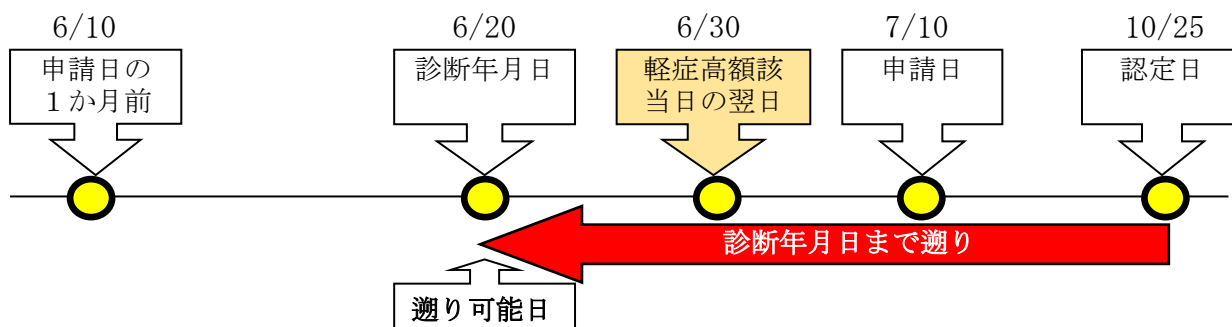 6/10
申請日の
１か月前
6/20
診断年月日
6/30
軽症高額該
当日の翌日
7/10
申請日
10/25
認定日
診断年月日まで遡り
遡り可能日